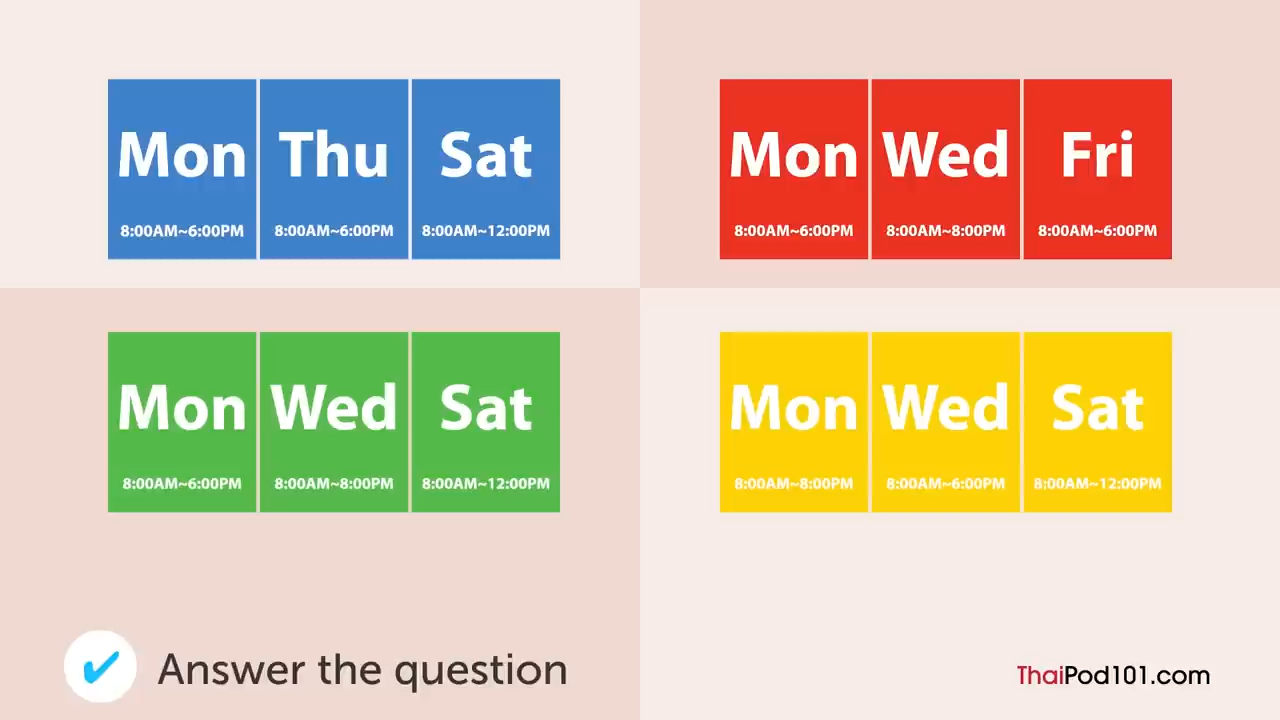 Mon Thu Sat
8:00AM~6:00PM 8:00AM~6:00PM 8:00AM~12:00PM
Mon Wed Fri
8:00AM~6:00PM 8:00AM~8:00PM 8:00AM~6:00PM
Mon Wed Sat
8:00AM~6:00PM 8:00AM~8:00PM 8:00AM~12:00PM
Mon Wed Sat
8:00AM~8:00PM 8:00AM~6:00PM 8:00AM~12:00PM
✔ Answer the question
ThaiPod101.com